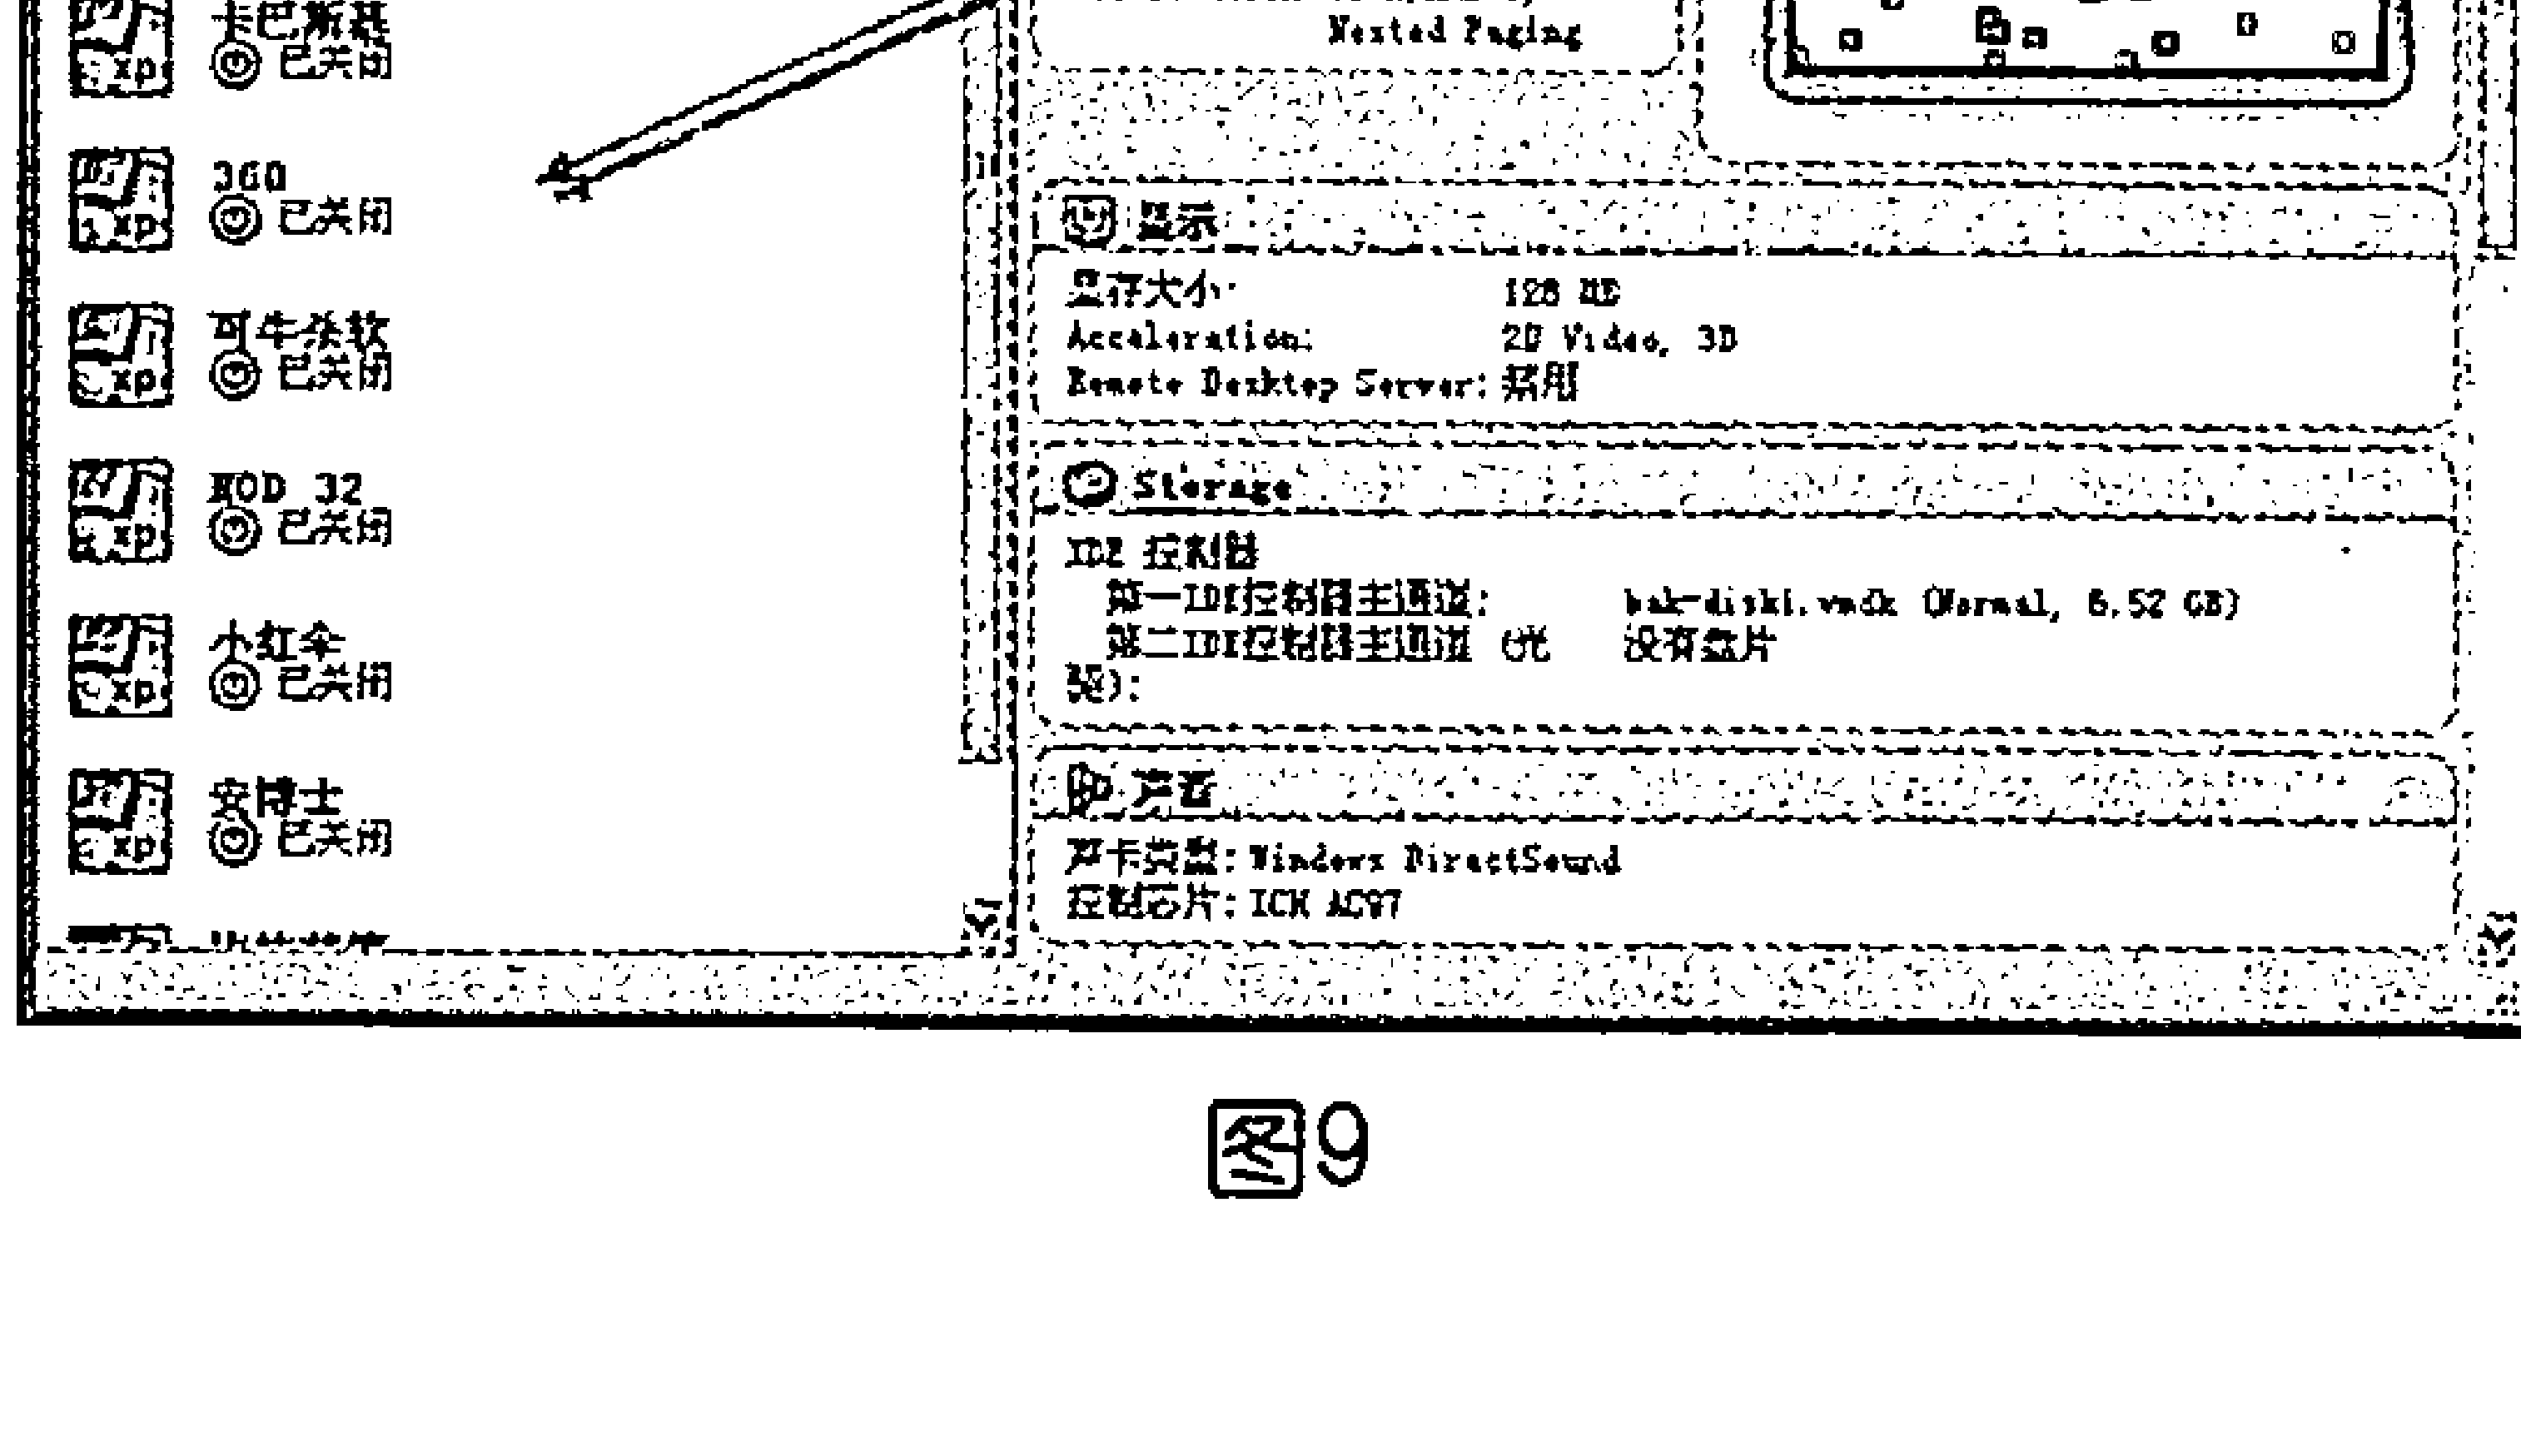 卡巴斯基
已关闭
360
已关闭
可牛杀软
已关闭
NOD 32
已关闭
小红伞
已关闭
安博士
已关闭
Nested Paging
显示
显存大小: 128 MB
Acceleration: 2D Video, 3D
Remote Desktop Server: 禁用
Storage
IDE 控制器
第一IDE控制器主通道: bak-disk1.vmdk (Normal, 6.52 GB)
第二IDE控制器主通道 (光 没有盘片
驱):
声音
声卡类型: Windows DirectSound
控制芯片: ICH AC97
图9